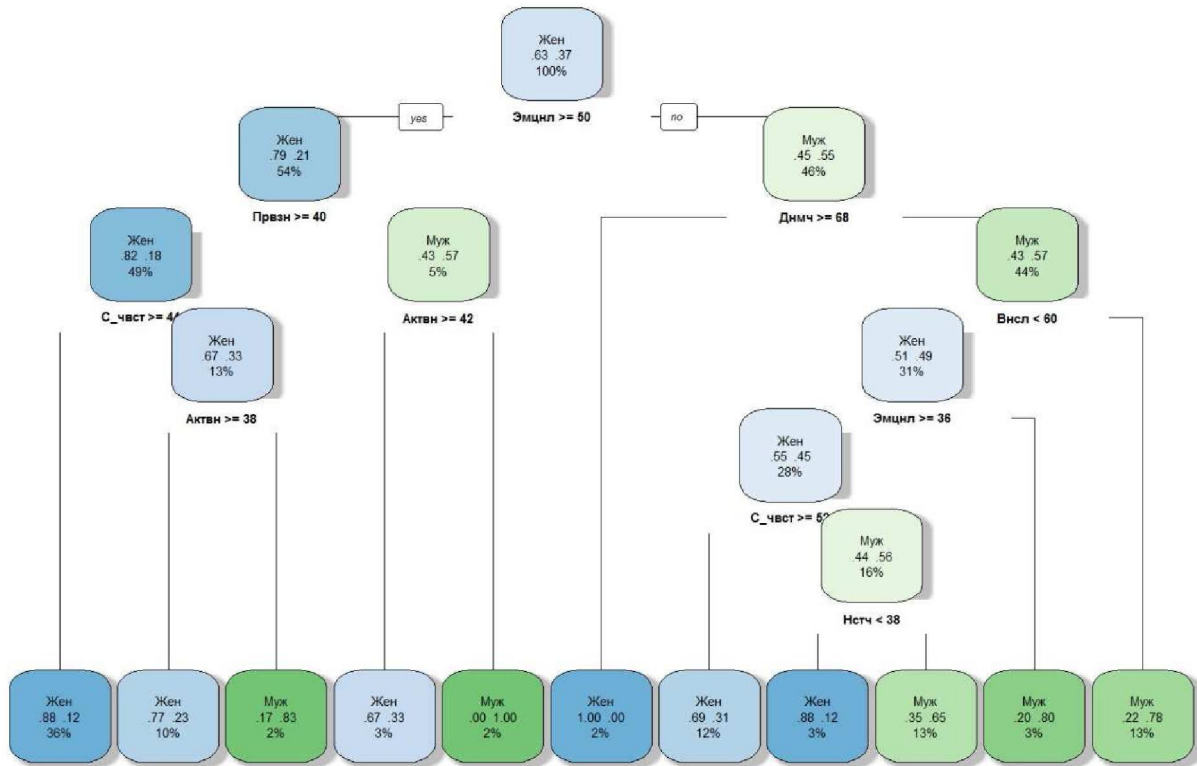 Жен
.63 .37
100%
yes
Эмцнл >= 50
no
Жен
.79 .21
54%
Муж
.45 .55
46%
Првзн >= 40
Днмч >= 68
Жен
.82 .18
49%
Муж
.43 .57
5%
Муж
.43 .57
44%
С_чвст >=
Актвн >= 42
Внсл < 60
Жен
.67 .33
13%
Жен
.51 .49
31%
Актвн >= 38
Эмцнл >= 36
Жен
.55 .45
28%
С_чвст >=
Муж
.44 .56
16%
Нстч < 38
Жен
.88 .12
36%
Жен
.77 .23
10%
Муж
.17 .83
2%
Жен
.67 .33
3%
Муж
.00 1.00
2%
Жен
1.00 .00
2%
Жен
.69 .31
12%
Жен
.88 .12
3%
Муж
.35 .65
13%
Муж
.20 .80
3%
Муж
.22 .78
13%